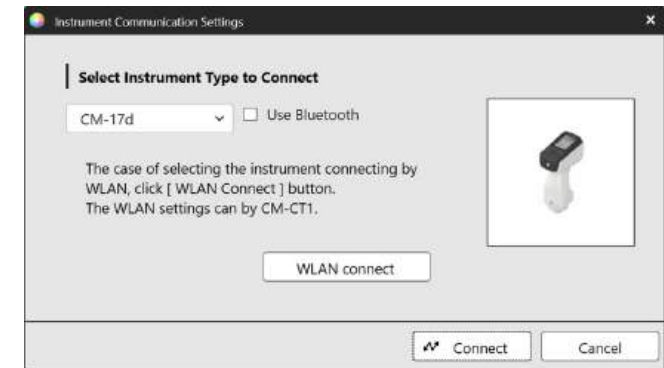 Instrument Communication Settings
Select Instrument Type to Connect
CM-17d
Use Bluetooth
The case of selecting the instrument connecting by
WLAN, click [ WLAN Connect ] button.
The WLAN settings can by CM-CT1.
WLAN connect
Connect
Cancel